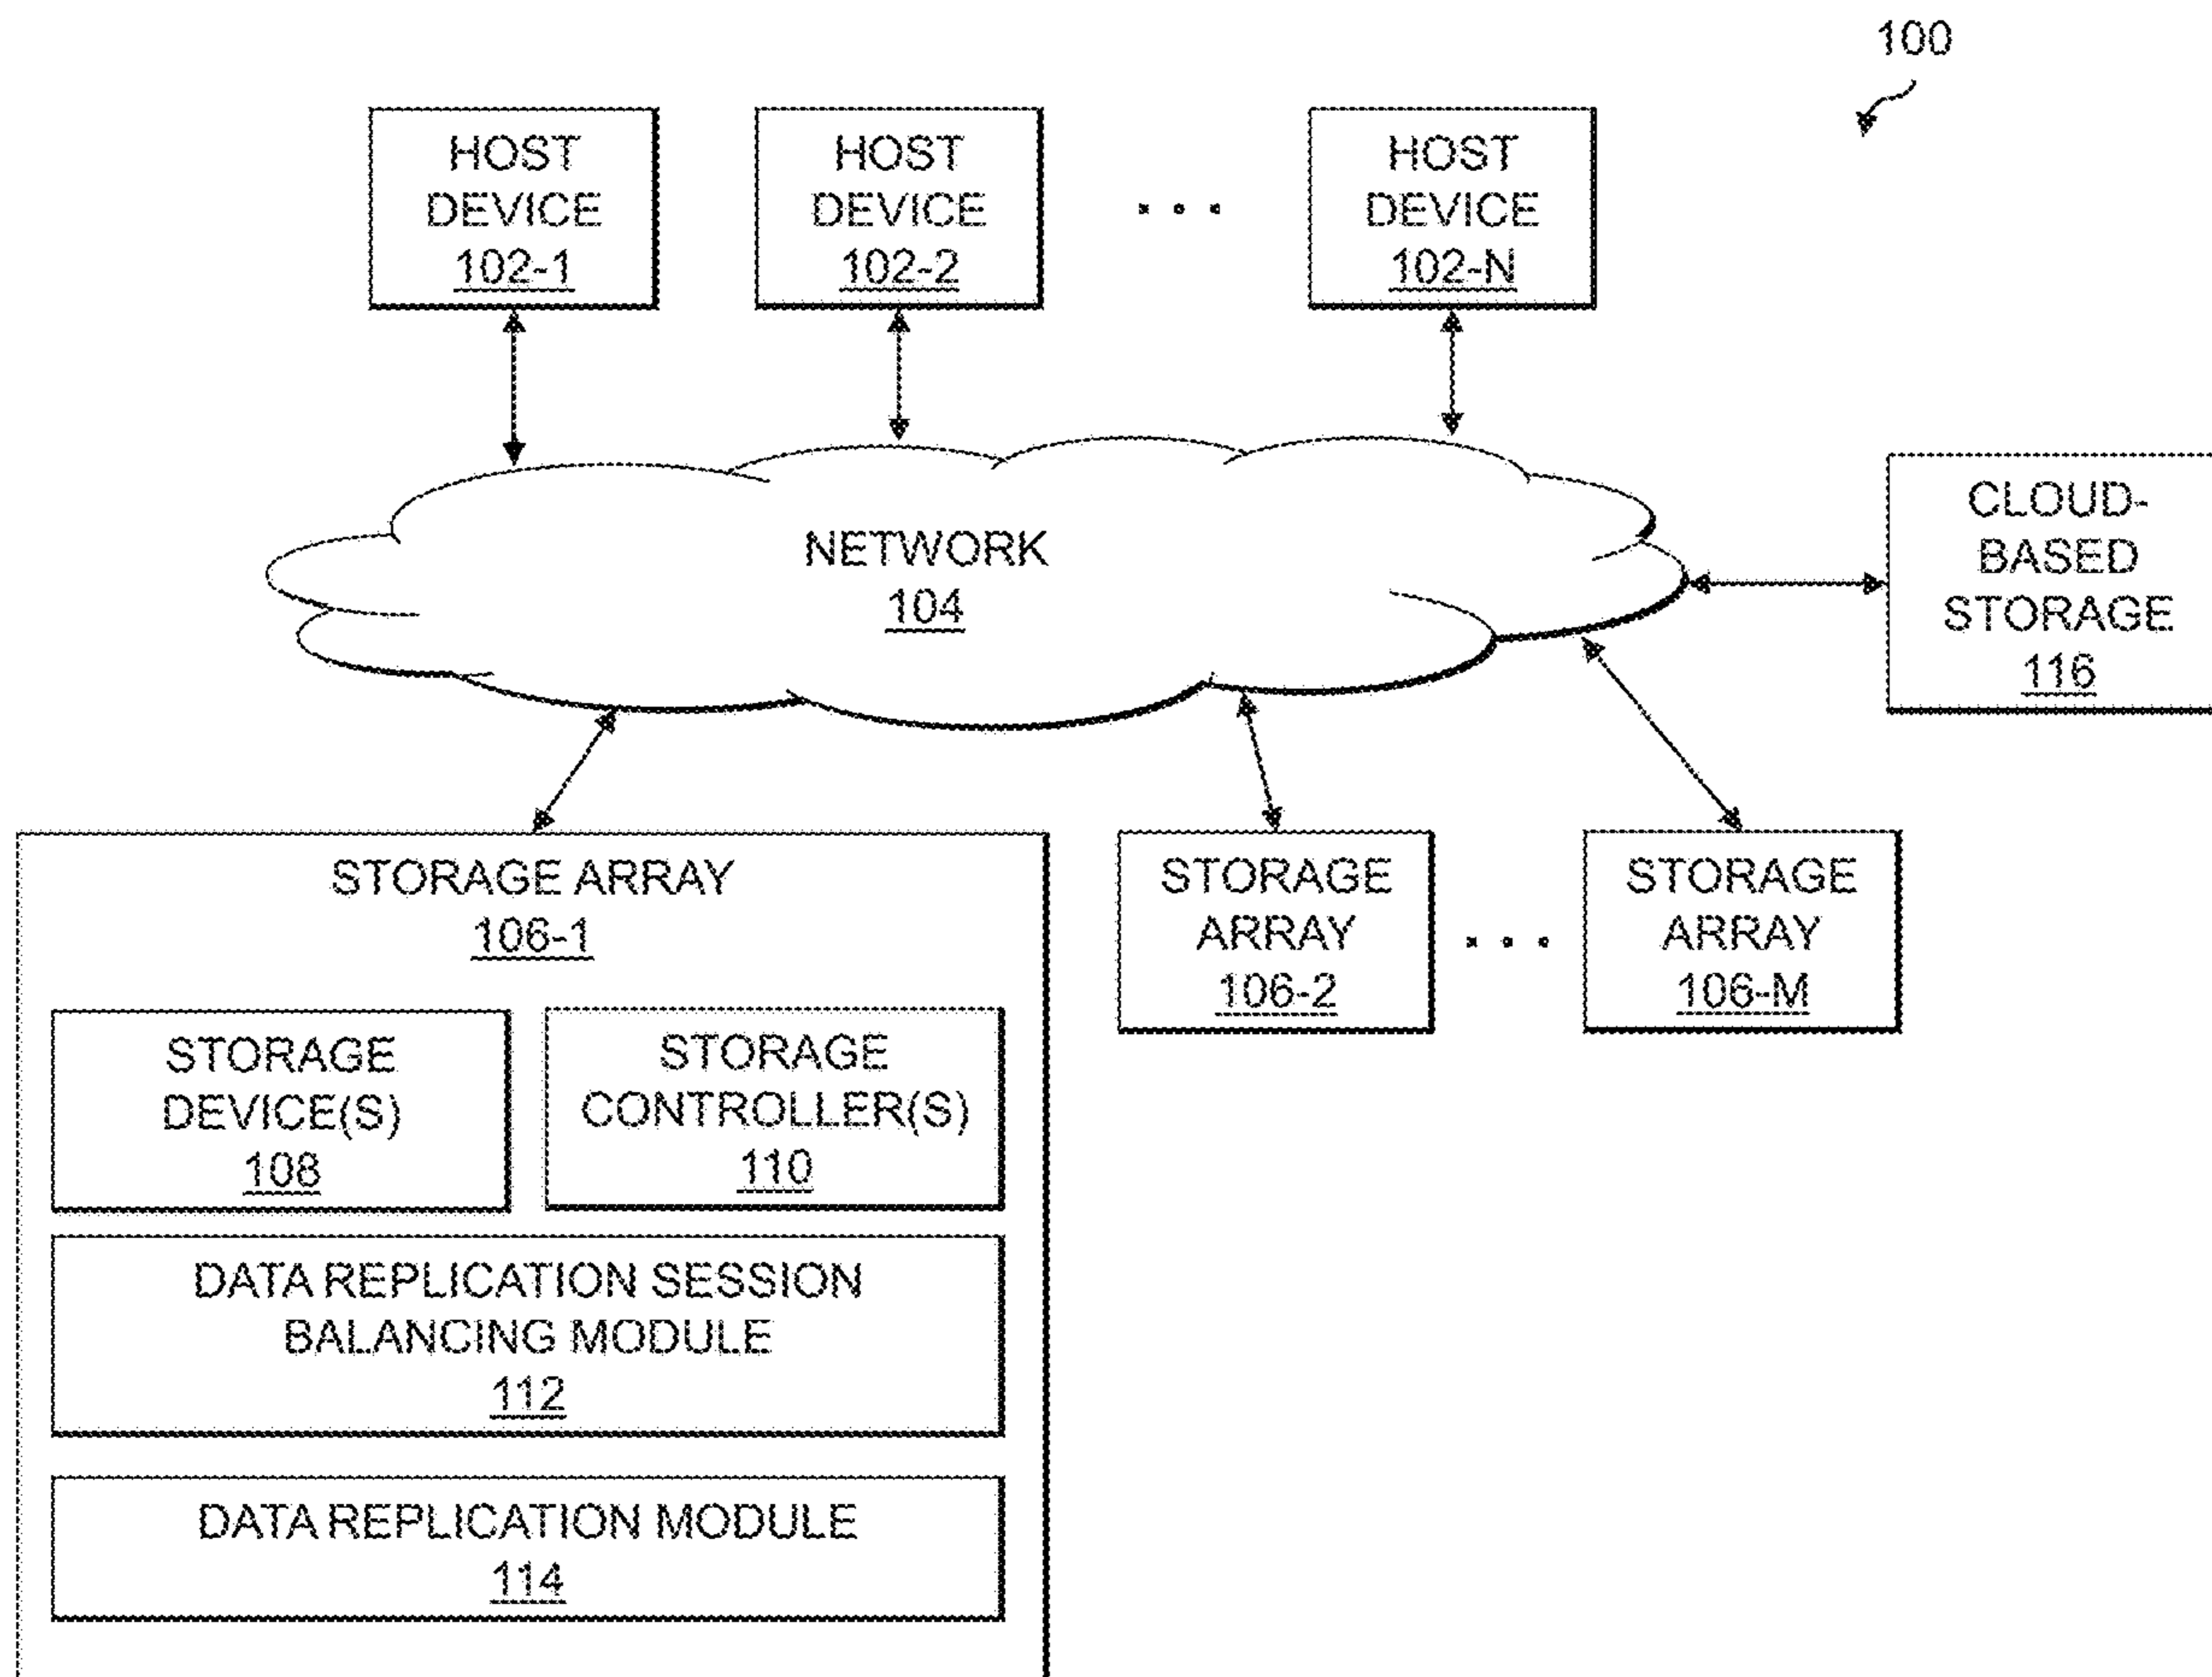 100
HOST
DEVICE
102-1
HOST
DEVICE
102-2
. . .
HOST
DEVICE
102-N
NETWORK
104
CLOUD-
BASED
STORAGE
116
STORAGE ARRAY
106-1
STORAGE
DEVICE(S)
108
STORAGE
CONTROLLER(S)
110
DATA REPLICATION SESSION
BALANCING MODULE
112
DATA REPLICATION MODULE
114
STORAGE
ARRAY
106-2
. . .
STORAGE
ARRAY
106-M